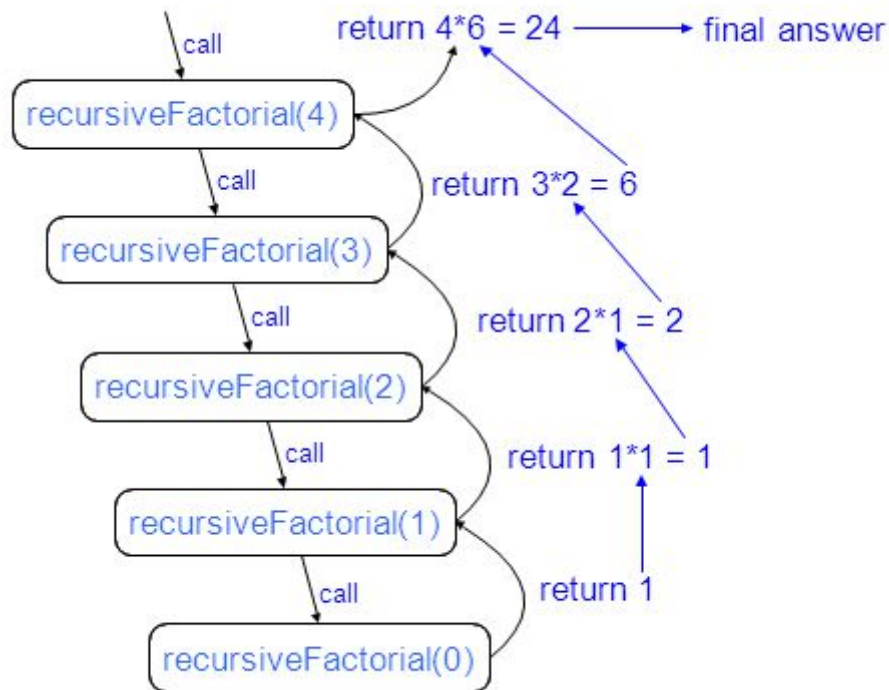 return 4*6 = 24
final answer
call
recursiveFactorial(4)
call
return 3*2 = 6
recursiveFactorial(3)
call
return 2*1 = 2
recursiveFactorial(2)
call
return 1*1 = 1
recursiveFactorial(1)
call
return 1
recursiveFactorial(0)